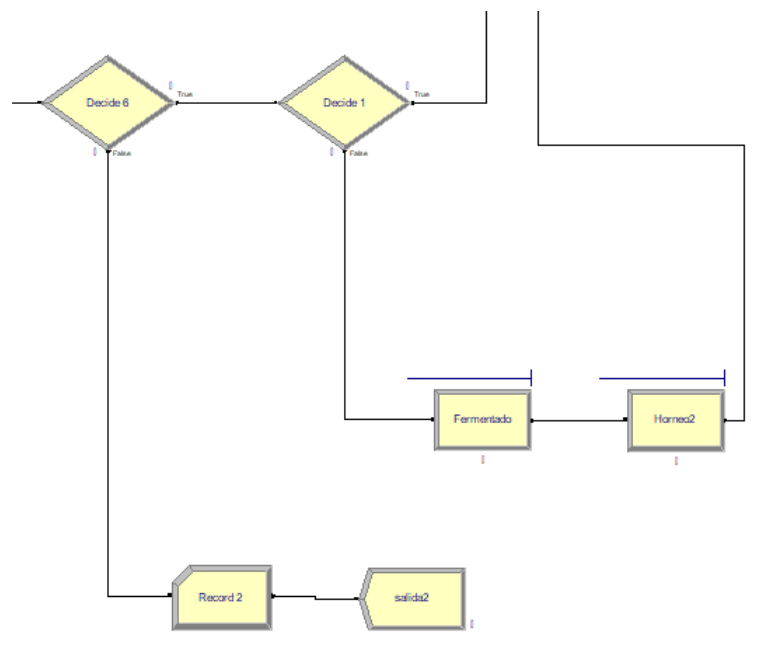 True
True
Decide 6
Decide 1
False
False
Fermentado
Horneo2
Record 2
salida2